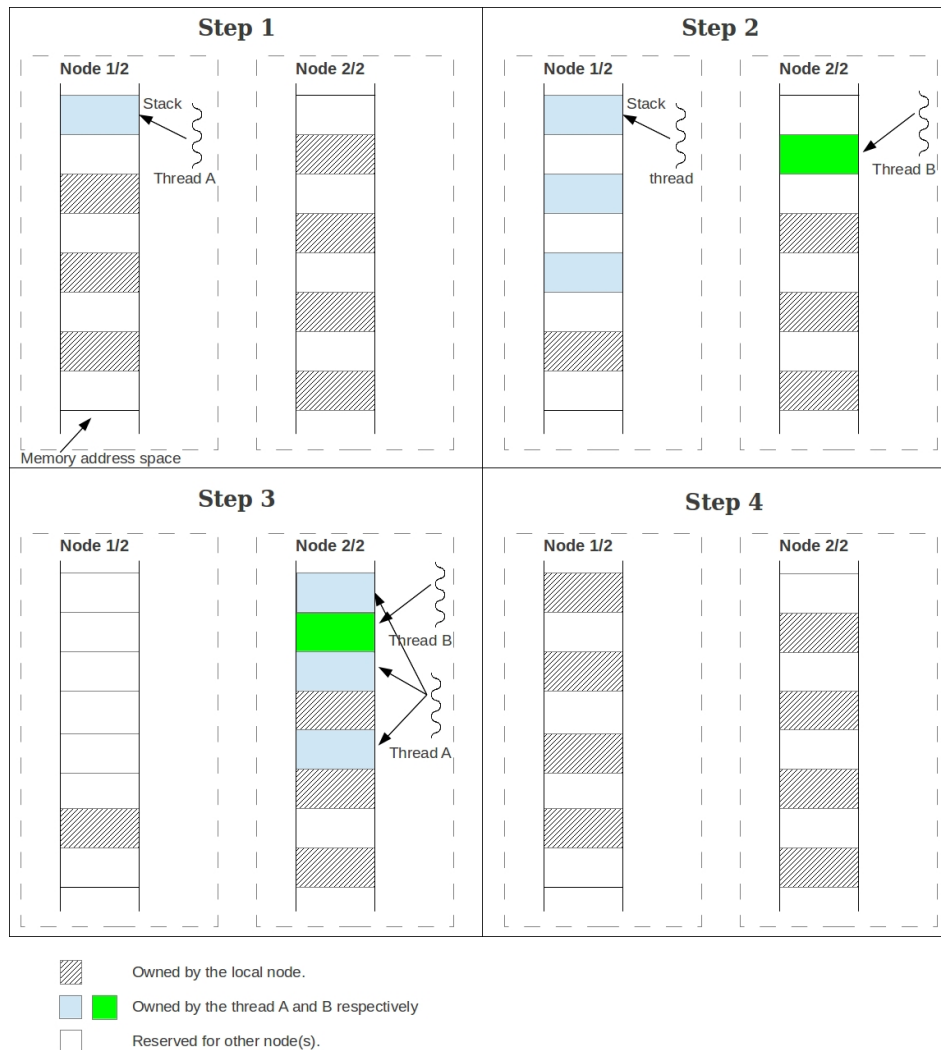 Step 1
Node 1/2
Node 2/2
Stack
Thread A
Memory address space
Step 2
Node 1/2
Node 2/2
Stack
thread
Thread B
Step 3
Node 1/2
Node 2/2
Thread B
Thread A
Step 4
Node 1/2
Node 2/2
Owned by the local node.
Owned by the thread A and B respectively
Reserved for other node(s).